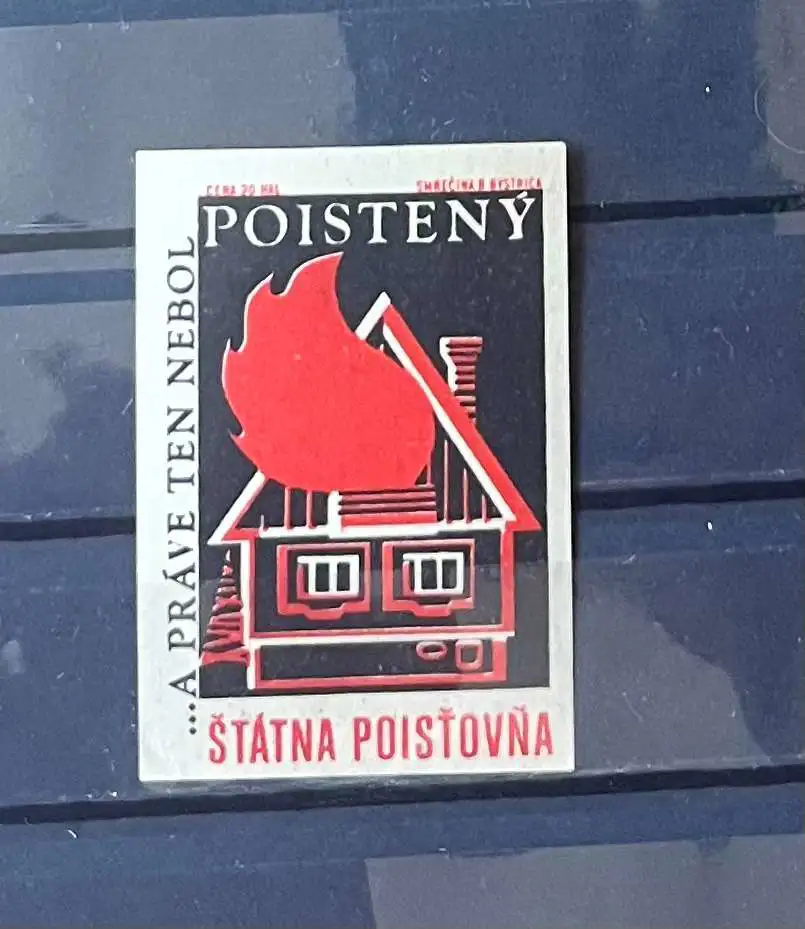 CENA 20 HAL
SMREČINA B BYSTRICA
...A PRÁVE TEN NEBOL
POISTENÝ
ŠTÁTNA POISŤOVŇA